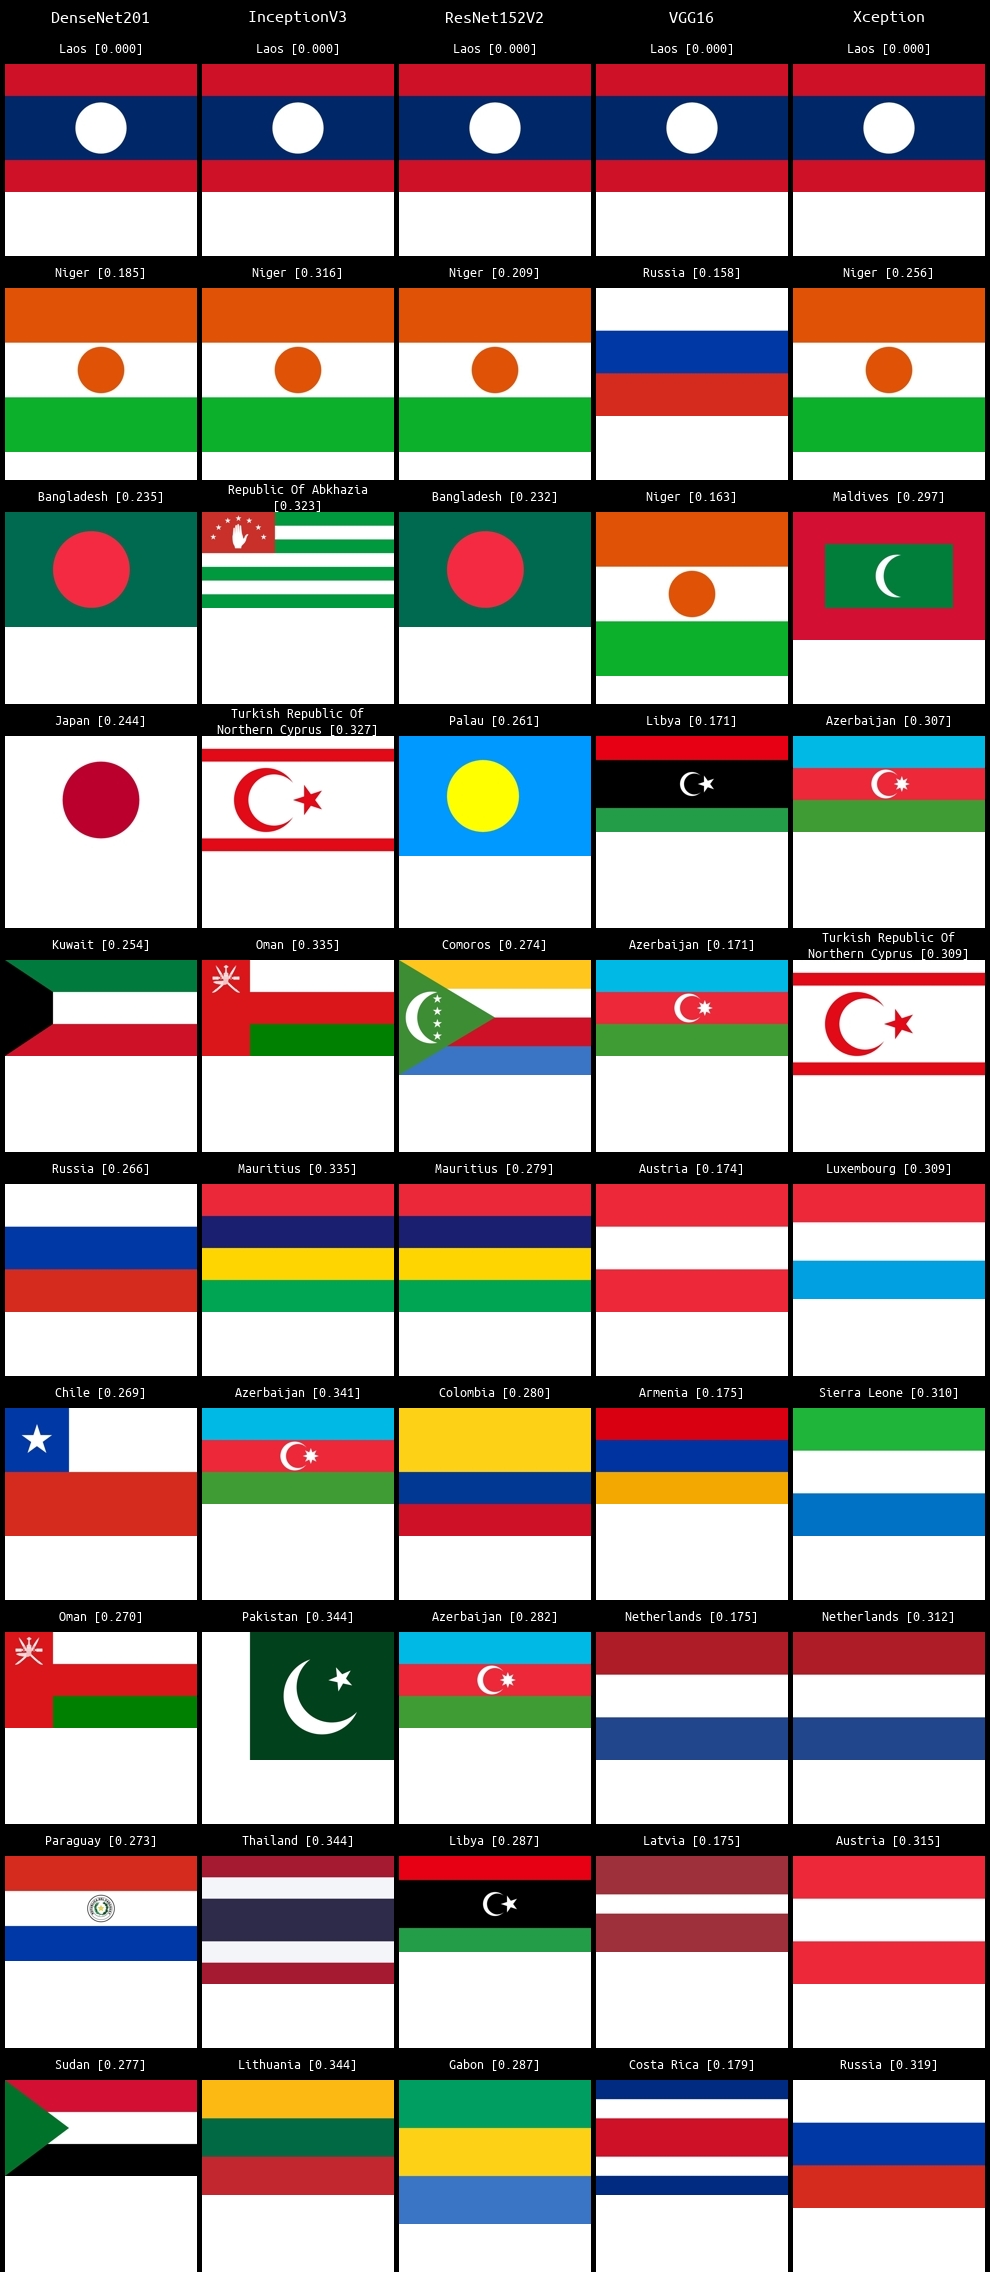 DenseNet201 InceptionV3 ResNet152V2 VGG16 Xception
Laos [0.000] Laos [0.000] Laos [0.000] Laos [0.000] Laos [0.000]
Niger [0.185] Niger [0.316] Niger [0.209] Russia [0.158] Niger [0.256]
Bangladesh [0.235] Republic Of Abkhazia [0.323] Bangladesh [0.232] Niger [0.163] Maldives [0.297]
Japan [0.244] Turkish Republic Of Northern Cyprus [0.327] Palau [0.261] Libya [0.171] Azerbaijan [0.307]
Kuwait [0.254] Oman [0.335] Comoros [0.274] Azerbaijan [0.171] Turkish Republic Of Northern Cyprus [0.309]
Russia [0.266] Mauritius [0.335] Mauritius [0.279] Austria [0.174] Luxembourg [0.309]
Chile [0.269] Azerbaijan [0.341] Colombia [0.280] Armenia [0.175] Sierra Leone [0.310]
Oman [0.270] Pakistan [0.344] Azerbaijan [0.282] Netherlands [0.175] Netherlands [0.312]
Paraguay [0.273] Thailand [0.344] Libya [0.287] Latvia [0.175] Austria [0.315]
Sudan [0.277] Lithuania [0.344] Gabon [0.287] Costa Rica [0.179] Russia [0.319]